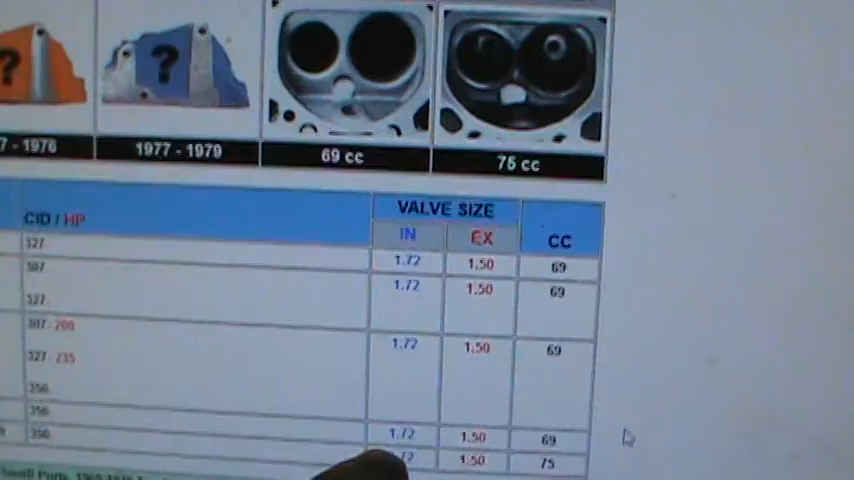 ?
?
- 1976
1977 - 1979
69 cc
75 cc
CID / HP
VALVE SIZE
IN
EX
CC
327
1.72
1.50
69
307
1.72
1.50
69
327
307- 200
327- 235
1.72
1.50
69
350
350
350
1.72
1.50
69
1.50
75
Small Ports,